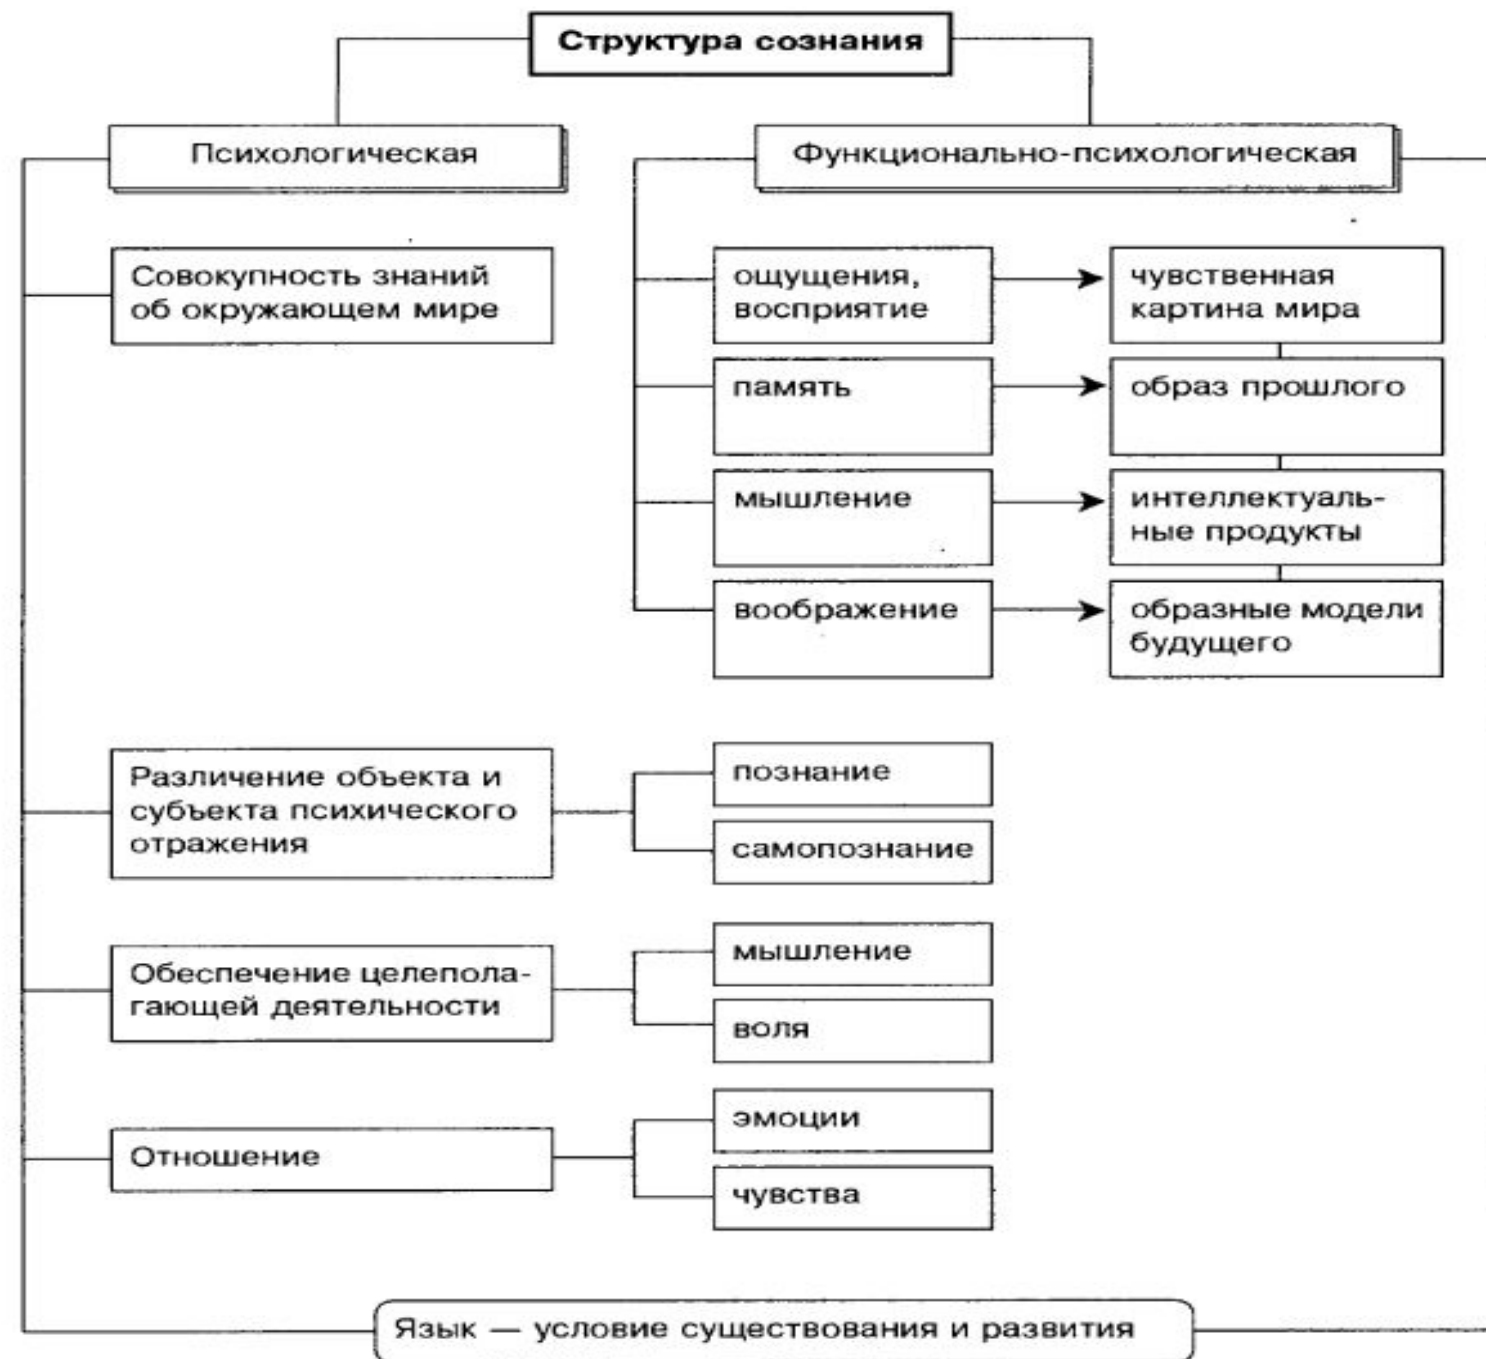 Структура сознания
Психологическая
Функционально-психологическая
Совокупность знаний
об окружающем мире
ощущения,
восприятие
чувственная
картина мира
память
образ прошлого
мышление
интеллектуаль-
ные продукты
воображение
образные модели
будущего
Различение объекта и
субъекта психического
отражения
познание
самопознание
Обеспечение целепола-
гающей деятельности
мышление
воля
Отношение
эмоции
чувства
Язык — условие существования и развития